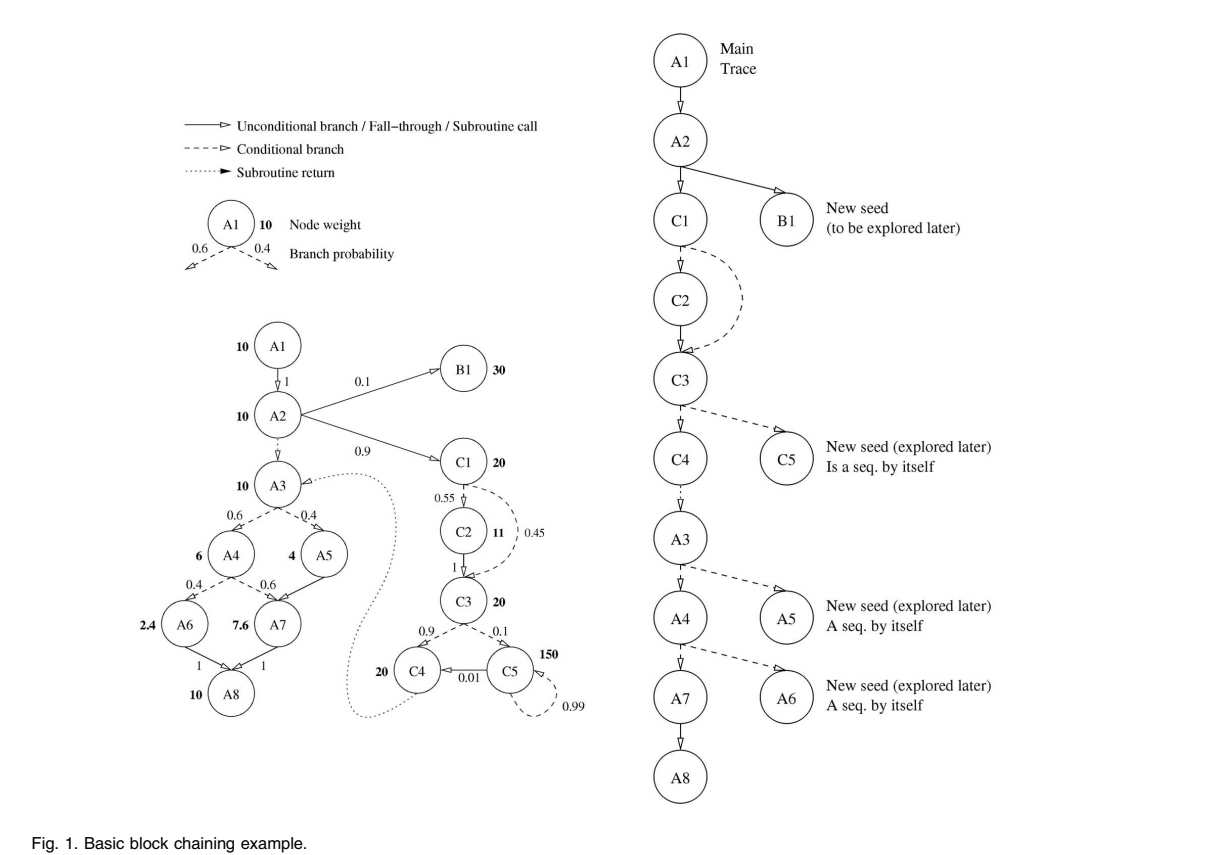 Unconditional branch / Fall−through / Subroutine call
Conditional branch
Subroutine return
A1 10 Node weight
0.6 0.4 Branch probability
10 A1
1
10 A2
0.1
B1 30
0.9
10 A3
C1 20
0.6 0.4
0.55
0.45
6 A4
4 A5
C2 11
0.4 0.6
1
2.4 A6
7.6 A7
C3 20
1 1
0.9 0.1
10 A8
20 C4
0.01
C5 150
0.99
A1 Main
Trace
A2
C1
B1 New seed
(to be explored later)
C2
C3
C4
C5 New seed (explored later)
Is a seq. by itself
A3
A4
A5 New seed (explored later)
A seq. by itself
A7
A6 New seed (explored later)
A seq. by itself
A8
Fig. 1. Basic block chaining example.